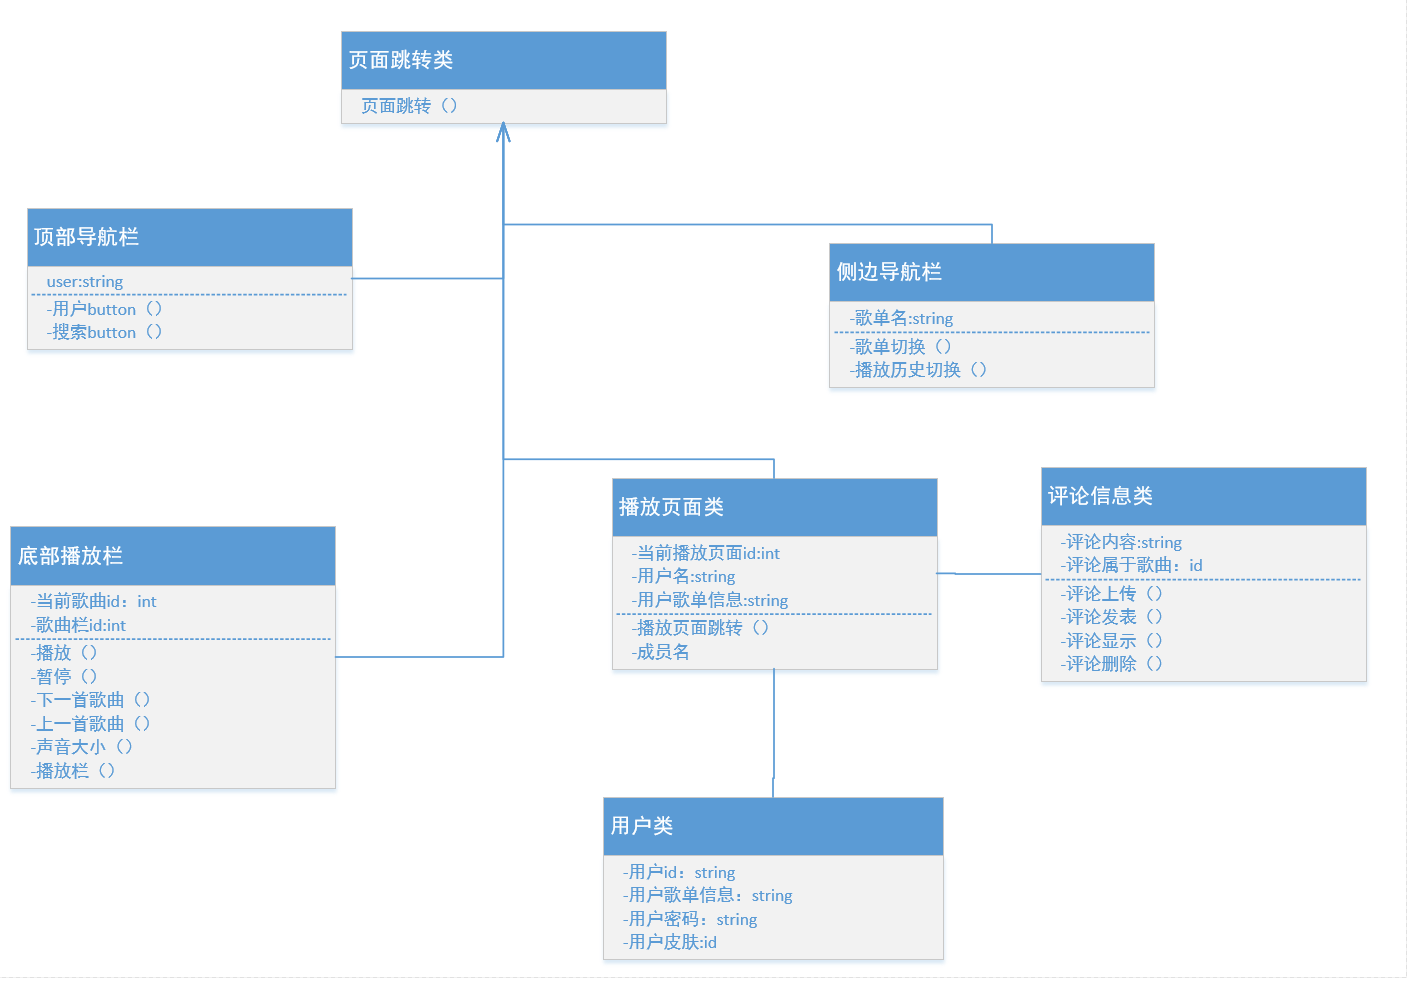 页面跳转类
页面跳转（）
顶部导航栏
user:string
-用户button（）
-搜索button（）
侧边导航栏
-歌单名:string
-歌单切换（）
-播放历史切换（）
播放页面类
-当前播放页面id:int
-用户名:string
-用户歌单信息:string
-播放页面跳转（）
-成员名
评论信息类
-评论内容:string
-评论属于歌曲：id
-评论上传（）
-评论发表（）
-评论显示（）
-评论删除（）
底部播放栏
-当前歌曲id：int
-歌曲栏id:int
-播放（）
-暂停（）
-下一首歌曲（）
-上一首歌曲（）
-声音大小（）
-播放栏（）
用户类
-用户id：string
-用户歌单信息：string
-用户密码：string
-用户皮肤:id